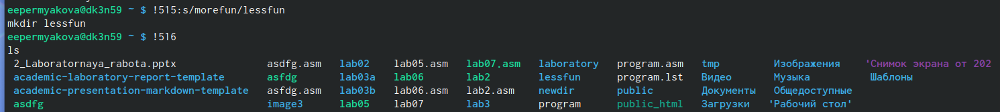 eepermyakova@dk3n59 ~ $ !515:s/morefun/lessfun
mkdir lessfun
eepermyakova@dk3n59 ~ $ !516
ls
2_Laboratornaya_rabota.pptx asdfg.asm lab02 lab05.asm lab07.asm laboratory program.asm tmp Изображения 'Снимок экрана от 202
academic-laboratory-report-template asfdg lab03a lab06 lab2 lessfun program.lst Видео Музыка Шаблоны
academic-presentation-markdown-template asfdg.asm lab03b lab06.asm lab2.asm newdir public Документы Общедоступные
asdfg image3 lab05 lab07 lab3 program public_html Загрузки 'Рабочий стол'